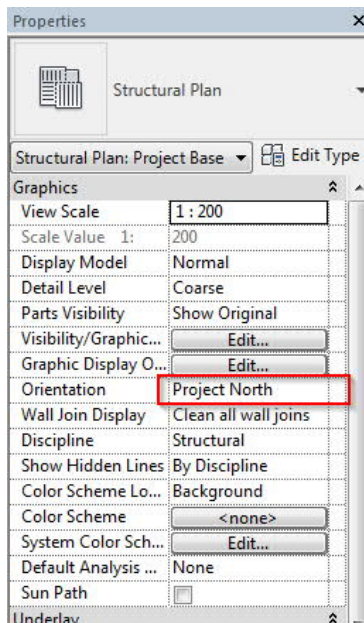 Properties
Structural Plan
Structural Plan: Project Base Edit Type
Graphics
View Scale 1 : 200
Scale Value 1: 200
Display Model Normal
Detail Level Coarse
Parts Visibility Show Original
Visibility/Graphic... Edit...
Graphic Display O... Edit...
Orientation Project North
Wall Join Display Clean all wall joins
Discipline Structural
Show Hidden Lines By Discipline
Color Scheme Lo... Background
Color Scheme <none>
System Color Sch... Edit...
Default Analysis ... None
Sun Path
Underlay